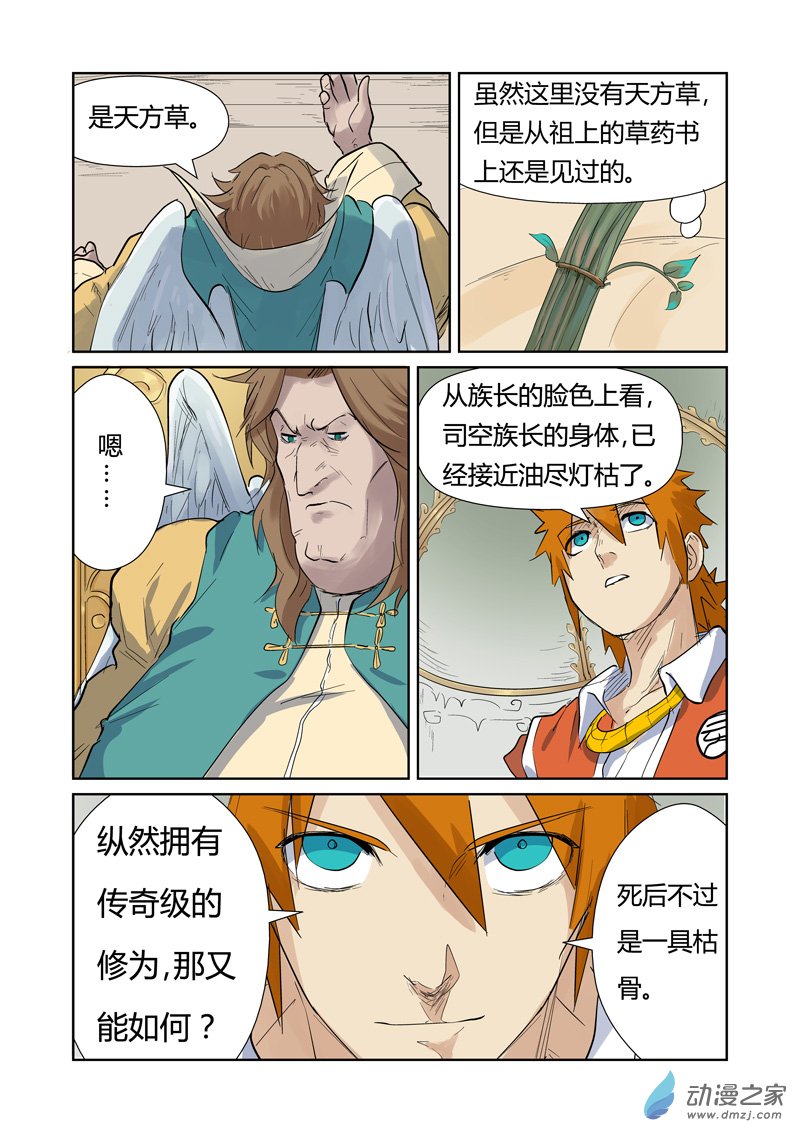 是天方草。
虽然这里没有天方草,
但是从祖上的草药书
上还是见过的。
嗯
……
从族长的脸色上看,
司空族长的身体,已
经接近油尽灯枯了。
纵然拥有
传奇级的
修为,那又
能如何？
死后不过
是一具枯
骨。
动漫之家
www.dmzj.com